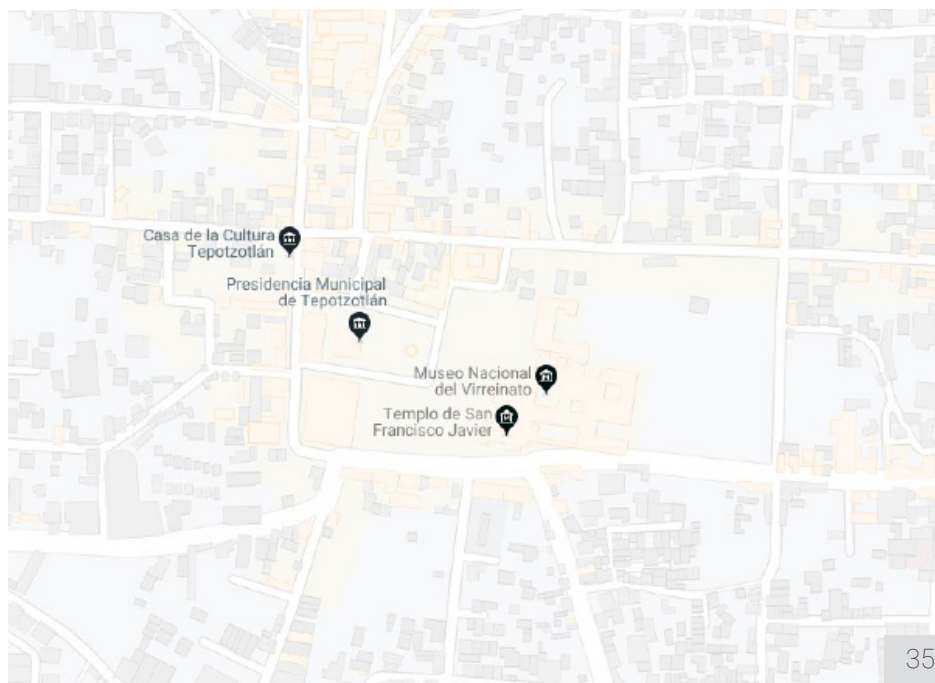 Casa de la Cultura
Tepotzotlán
Presidencia Municipal
de Tepotzotlán
Museo Nacional
del Virreinato
Templo de San
Francisco Javier
35